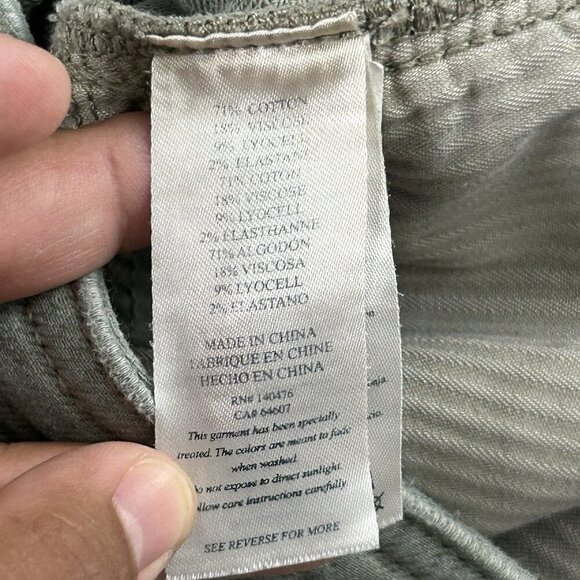 71% COTTON
18% VISCOSE
9% LYOCELL
2% ELASTANE
71% COTON
18% VISCOSE
9% LYOCELL
2% ELASTHANNE
71% ALGODON
18% VISCOSA
9% LYOCELL
2% ELASTANO
MADE IN CHINA
FABRIQUE EN CHINE
HECHO EN CHINA
RN# 140476
CA# 64607
This garment has been specially
treated. The colors are meant to fade
when washed.
Do not expose to direct sunlight.
Follow care instructions carefully.
SEE REVERSE FOR MORE